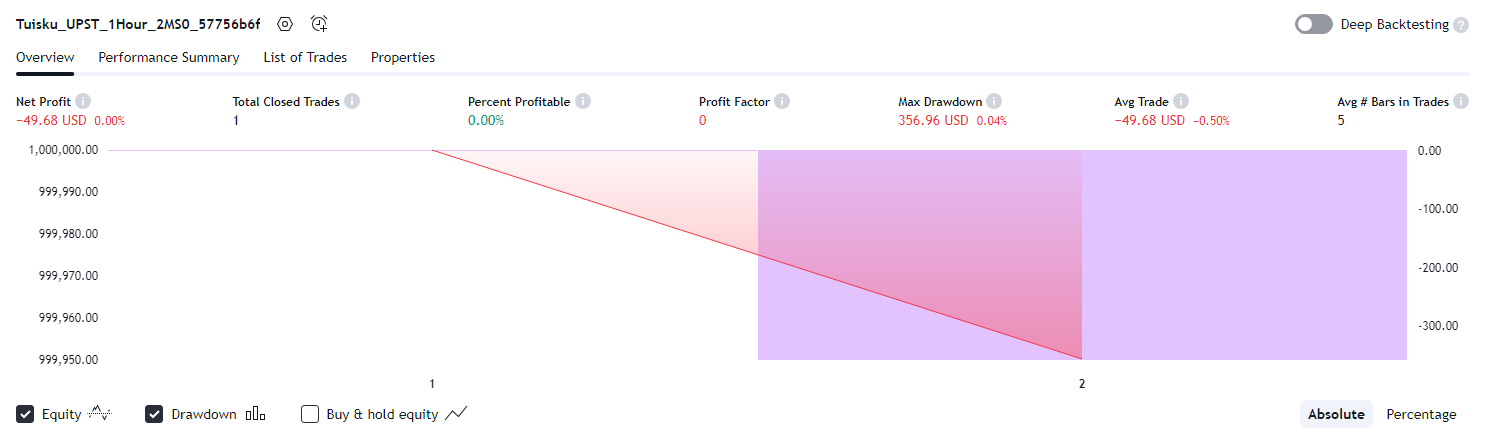 Tuisku_UPST_1Hour_2MS0_57756b6f
Deep Backtesting
Overview Performance Summary List of Trades Properties
Net Profit Total Closed Trades Percent Profitable Profit Factor Max Drawdown Avg Trade Avg # Bars in Trades
−49.68 USD 0.00% 1 0.00% 0 356.96 USD 0.04% −49.68 USD −0.50% 5
1,000,000.00 0.00
999,990.00 -100.00
999,980.00
-200.00
999,970.00
999,960.00 -300.00
999,950.00
1 2
Equity Drawdown Buy & hold equity Absolute Percentage